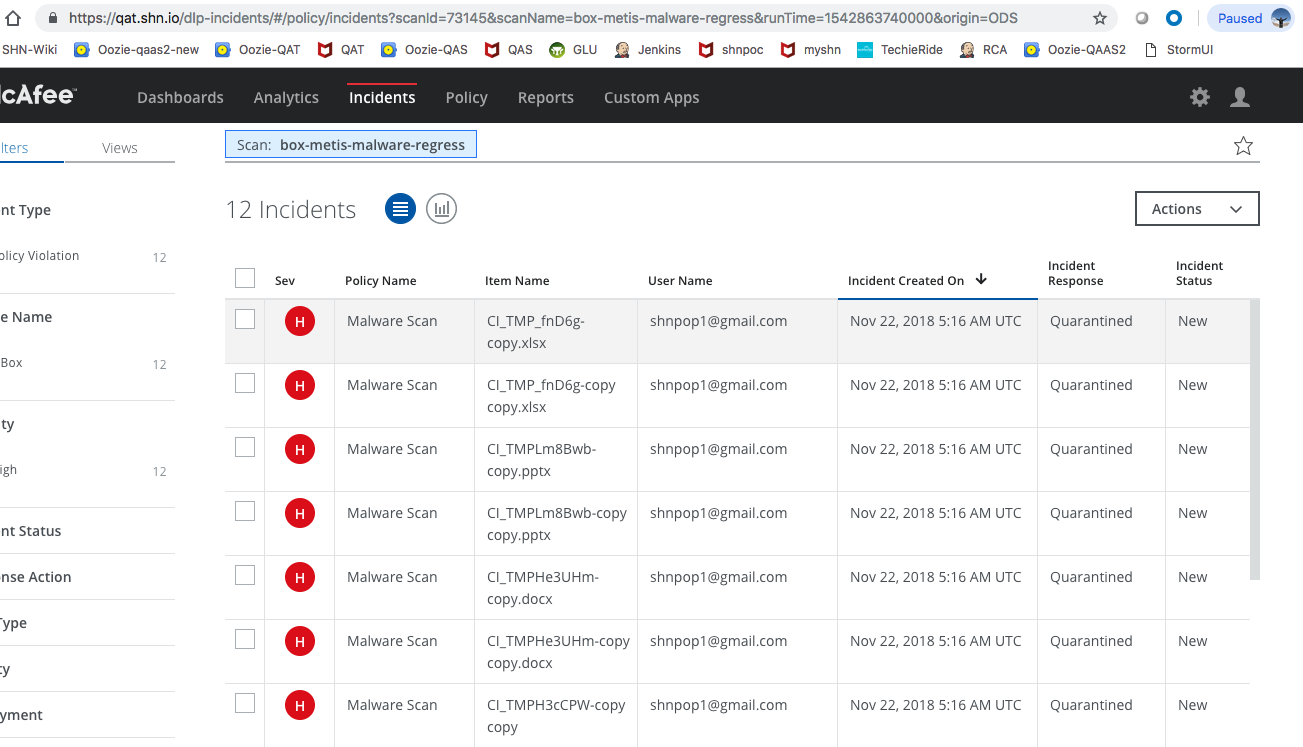 https://qat.shn.io/dlp-incidents/#/policy/incidents?scanId=73145&scanName=box-metis-malware-regress&runTime=1542863740000&origin=ODS
Paused
SHN-Wiki Oozie-qaas2-new Oozie-QAT QAT Oozie-QAS QAS GLU Jenkins shnpoc myshn TechieRide RCA Oozie-QAAS2 StormUI
cAfee™ Dashboards Analytics Incidents Policy Reports Custom Apps
lters Views
Scan: box-metis-malware-regress
12 Incidents
Actions
nt Type
olicy Violation 12
e Name
Box 12
ty
igh 12
nt Status
nse Action
Type
ty
yment
Sev Policy Name Item Name User Name Incident Created On Incident Response Incident Status
H Malware Scan CI_TMP_fnD6g- shnpop1@gmail.com Nov 22, 2018 5:16 AM UTC Quarantined New
copy.xlsx
H Malware Scan CI_TMP_fnD6g-copy shnpop1@gmail.com Nov 22, 2018 5:16 AM UTC Quarantined New
copy.xlsx
H Malware Scan CI_TMPLm8Bwb- shnpop1@gmail.com Nov 22, 2018 5:16 AM UTC Quarantined New
copy.pptx
H Malware Scan CI_TMPLm8Bwb-copy shnpop1@gmail.com Nov 22, 2018 5:16 AM UTC Quarantined New
copy.pptx
H Malware Scan CI_TMPHe3UHm- shnpop1@gmail.com Nov 22, 2018 5:16 AM UTC Quarantined New
copy.docx
H Malware Scan CI_TMPHe3UHm-copy shnpop1@gmail.com Nov 22, 2018 5:16 AM UTC Quarantined New
copy.docx
H Malware Scan CI_TMPH3cCPW-copy shnpop1@gmail.com Nov 22, 2018 5:16 AM UTC Quarantined New
copy